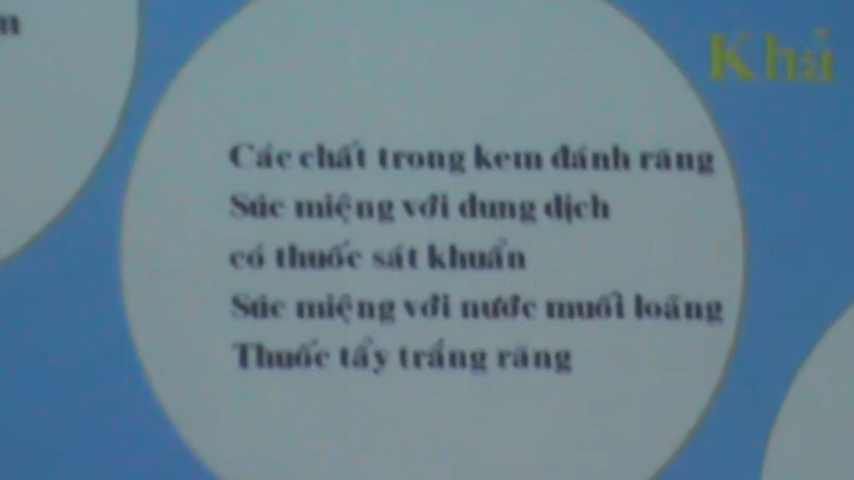 Khả
Các chất trong kem đánh răng
Súc miệng với dung dịch
có thuốc sát khuẩn
Súc miệng với nước muối loãng
Thuốc tẩy trắng răng